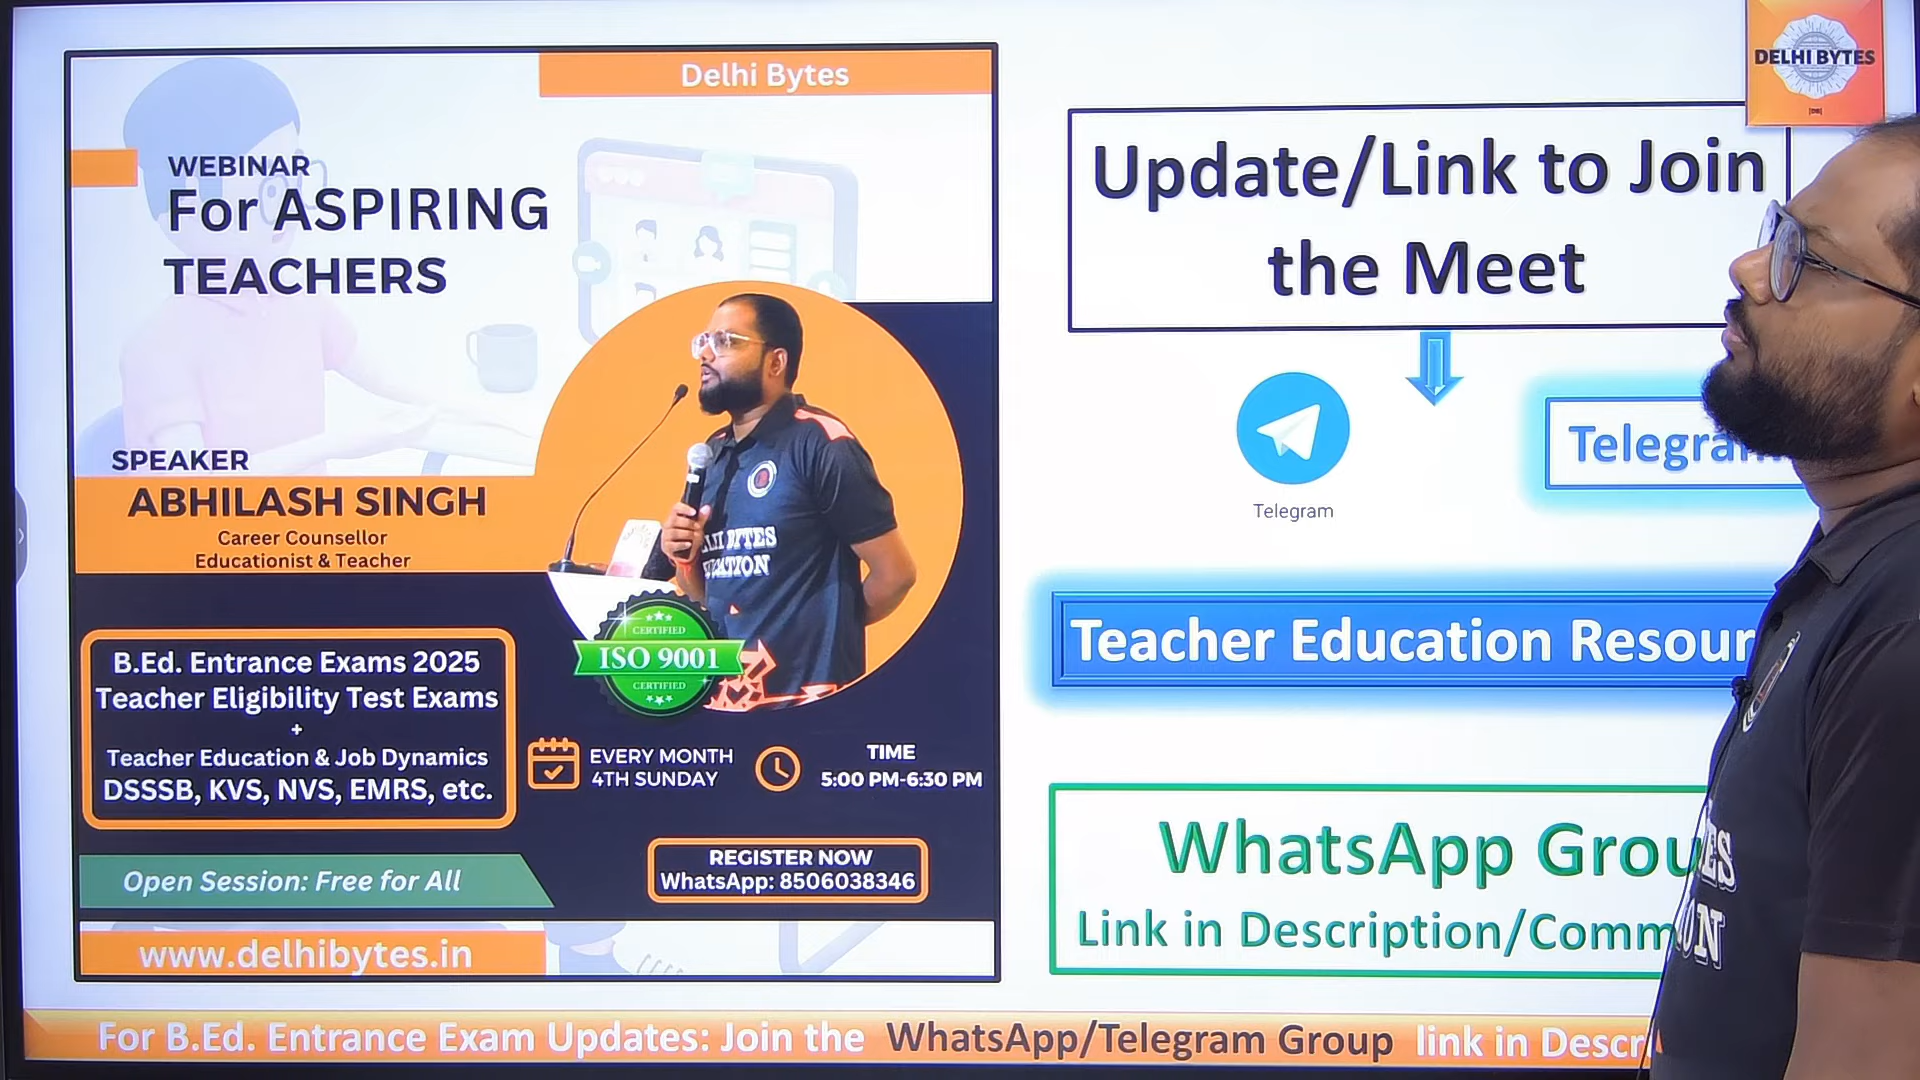 Delhi Bytes
WEBINAR
For ASPIRING
TEACHERS
SPEAKER
ABHILASH SINGH
Career Counsellor
Educationist & Teacher
CERTIFIED
ISO 9001
CERTIFIED
B.Ed. Entrance Exams 2025
Teacher Eligibility Test Exams
+
Teacher Education & Job Dynamics
DSSSB, KVS, NVS, EMRS, etc.
EVERY MONTH
4TH SUNDAY
TIME
5:00 PM-6:30 PM
Open Session: Free for All
REGISTER NOW
WhatsApp: 8506038346
www.delhibytes.in
DELHI BYTES
Update/Link to Join
the Meet
Telegram
Teacher Education
WhatsApp
Link in
For B.Ed. Entrance Exam Updates: Join the WhatsApp/Telegram Group link in